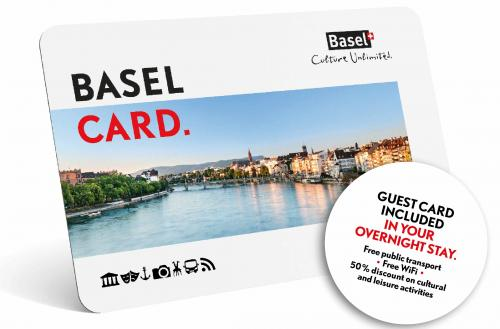 Basel
Culture Unlimited.
BASEL
CARD.
GUEST CARD
INCLUDED
IN YOUR
OVERNIGHT STAY.
Free public transport
• Free WiFi •
50% discount on cultural
and leisure activities